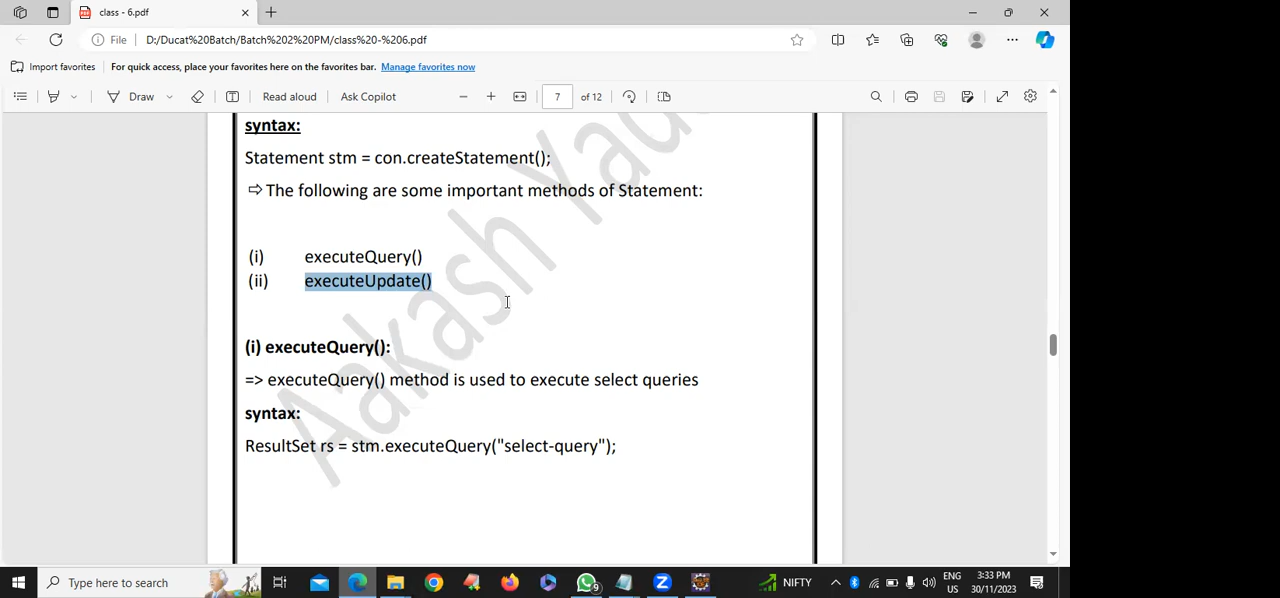 class - 6.pdf
File D:/Ducat%20Batch/Batch%202%20PM/class%20-%206.pdf
Import favorites For quick access, place your favorites here on the favorites bar. Manage favorites now
Draw Read aloud Ask Copilot 7 of 12
syntax:
Statement stm = con.createStatement();
⇨ The following are some important methods of Statement:
(i) executeQuery()
(ii) executeUpdate()
(i) executeQuery():
=> executeQuery() method is used to execute select queries
syntax:
ResultSet rs = stm.executeQuery("select-query");
Aakash Yadav
Type here to search
9
NIFTY
ENG
US
3:33 PM
30/11/2023